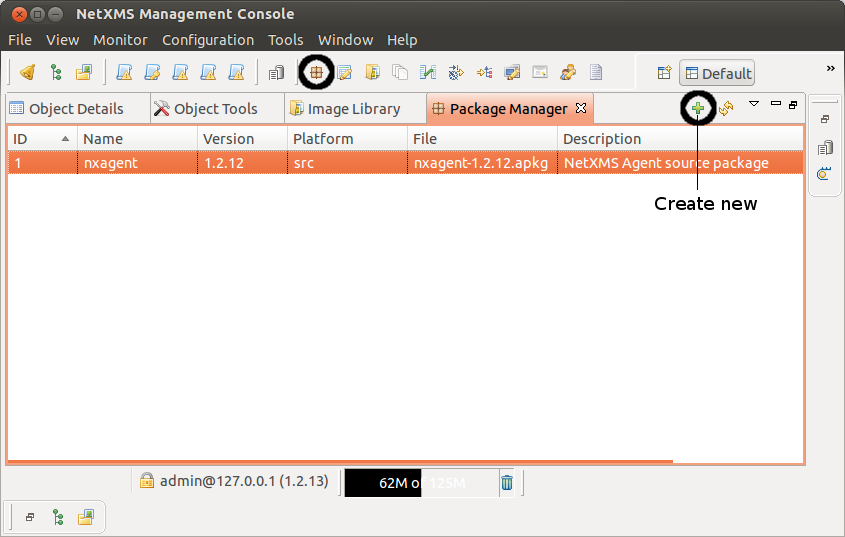 NetXMS Management Console
File View Monitor Configuration Tools Window Help
Default
Object Details Object Tools Image Library Package Manager
ID Name Version Platform File Description
1 nxagent 1.2.12 src nxagent-1.2.12.apkg NetXMS Agent source package
Create new
admin@127.0.0.1 (1.2.13) 62M of 125M